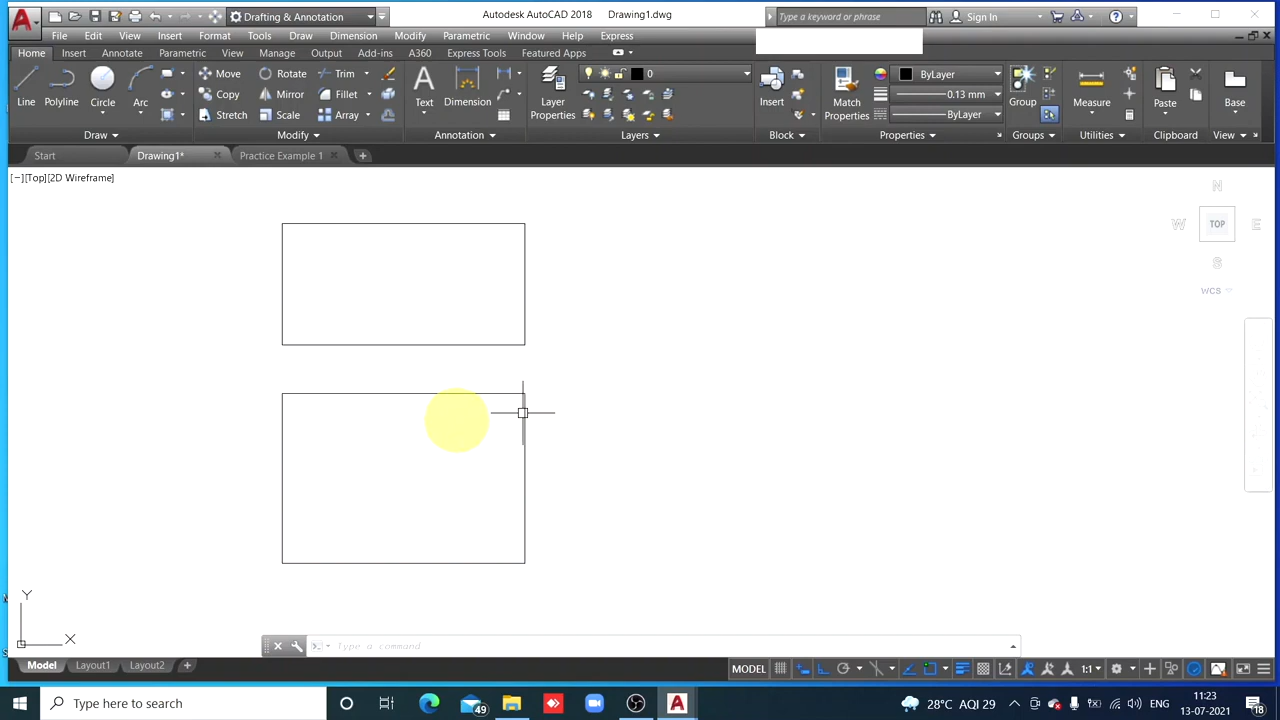 Drafting & Annotation
Autodesk AutoCAD 2018 Drawing1.dwg
Type a keyword or phrase
Sign In
File Edit View Insert Format Tools Draw Dimension Modify Parametric Window Help Express
Home Insert Annotate Parametric View Manage Output Add-ins A360 Express Tools Featured Apps
Line Polyline Circle Arc
Move Rotate Trim
Copy Mirror Fillet
Stretch Scale Array
Text Dimension
Layer Properties
0
Insert
Match Properties
ByLayer
0.13 mm
ByLayer
Group
Measure
Paste
Base
Draw Modify Annotation Layers Block Properties Groups Utilities Clipboard View
Start Drawing1* Practice Example 1
[−][Top][2D Wireframe]
N
W TOP E
S
WCS
Y
X
Type a command
Model Layout1 Layout2
MODEL 1:1
Type here to search
49
28°C AQI 29
ENG
11:23
13-07-2021
18